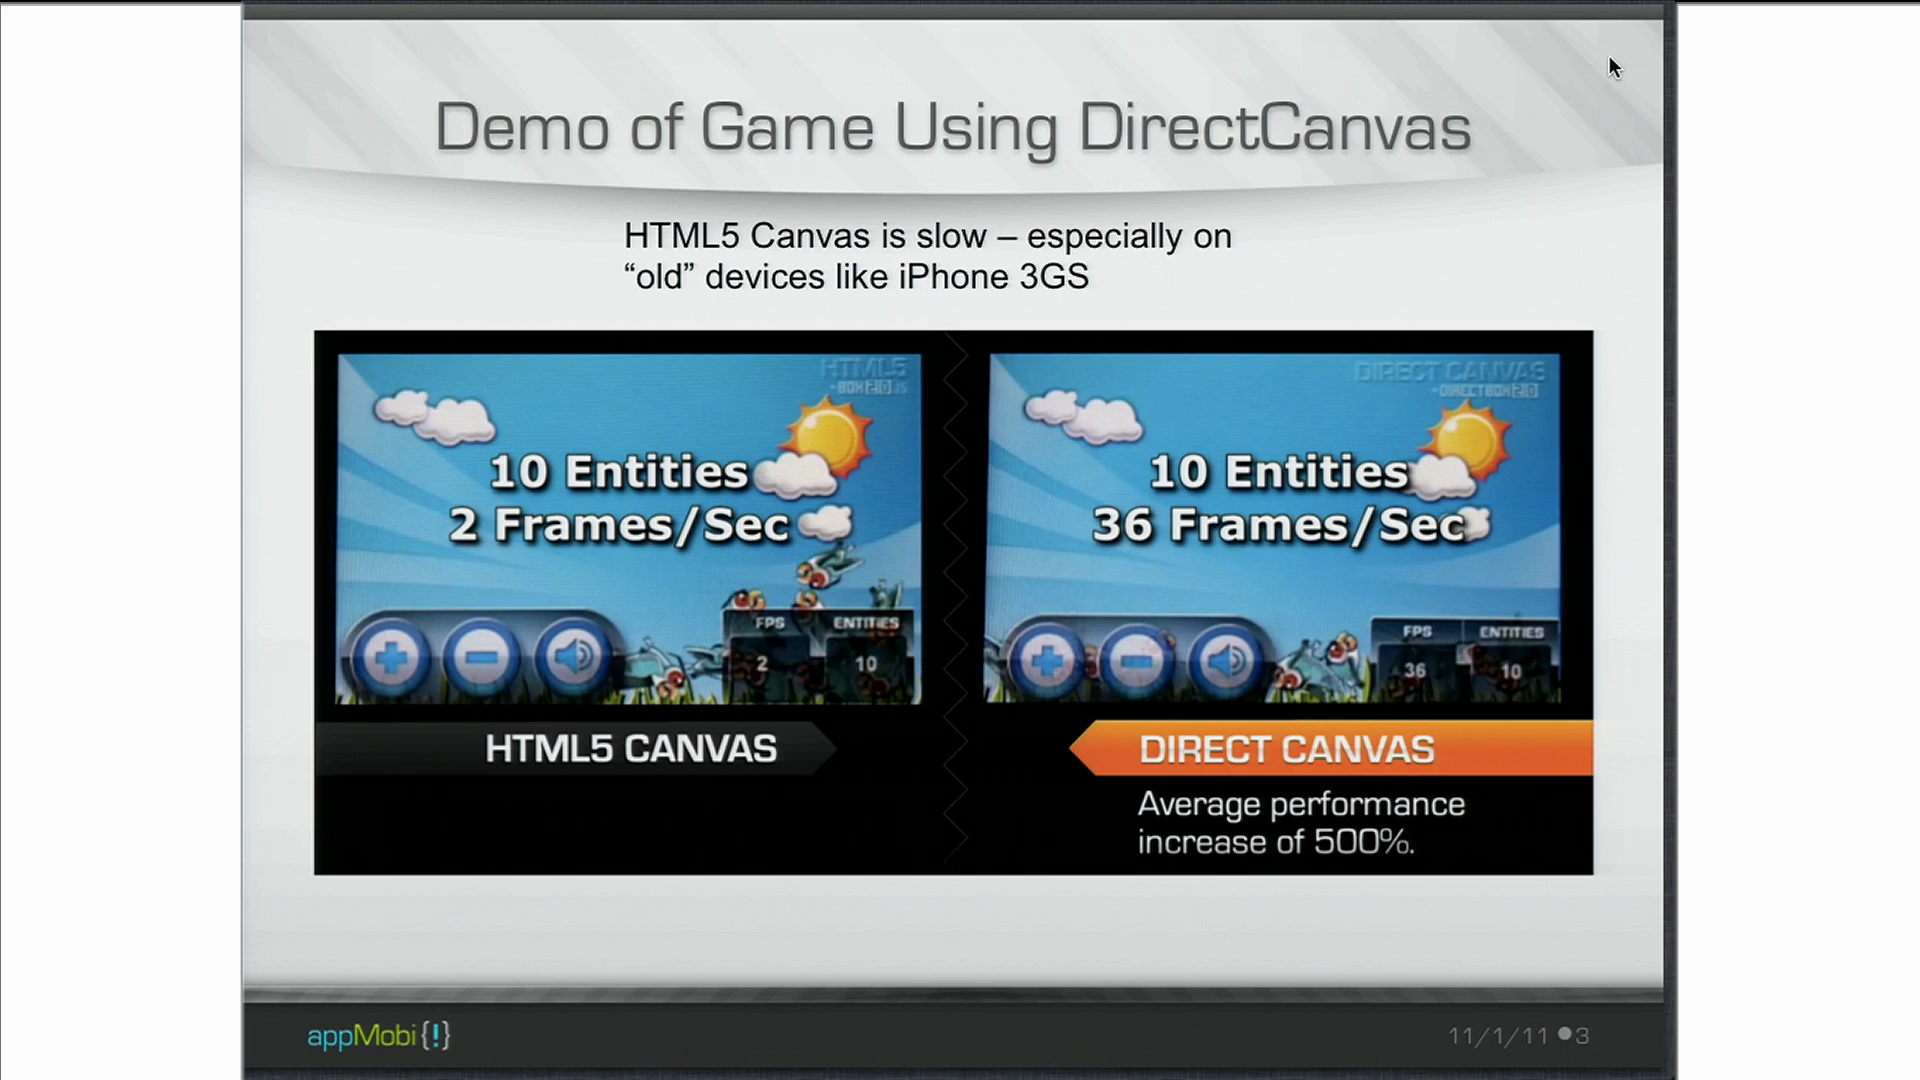 Demo of Game Using DirectCanvas
HTML5 Canvas is slow – especially on
“old” devices like iPhone 3GS
HTML5
10 Entities
2 Frames/Sec
FPS ENTITIES
2 10
HTML5 CANVAS
DIRECT CANVAS
10 Entities
36 Frames/Sec
FPS ENTITIES
36 10
DIRECT CANVAS
Average performance
increase of 500%.
appMobi{!}
11/1/11 ●3